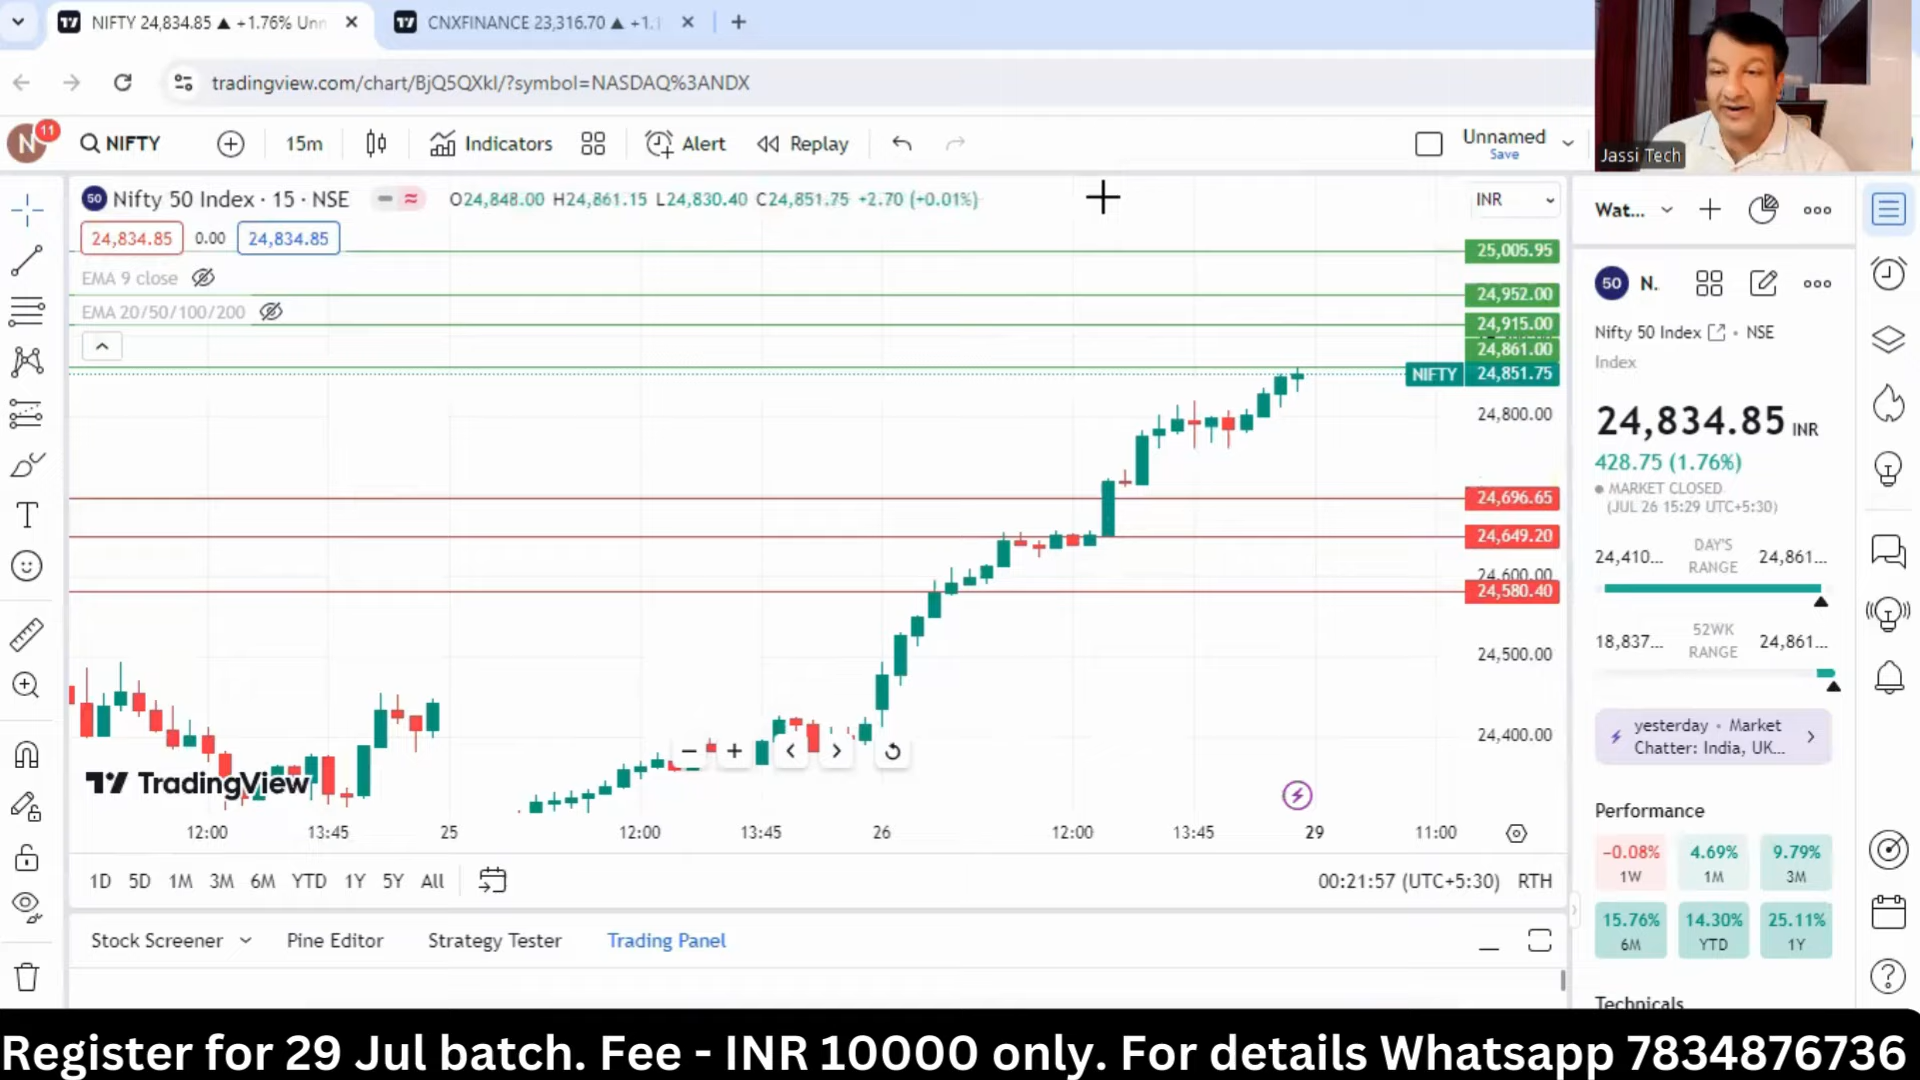 NIFTY 24,834.85 ▲ +1.76% Unn
CNXFINANCE 23,316.70 ▲ +1.
tradingview.com/chart/BjQ5QXkI/?symbol=NASDAQ%3ANDX
N 11
NIFTY
15m
Indicators
Alert
Replay
Unnamed
Save
Jassi Tech
50 Nifty 50 Index · 15 · NSE
O24,848.00 H24,861.15 L24,830.40 C24,851.75 +2.70 (+0.01%)
INR
24,834.85 0.00 24,834.85
EMA 9 close
EMA 20/50/100/200
25,005.95
24,952.00
24,915.00
24,861.00
NIFTY 24,851.75
24,800.00
24,696.65
24,649.20
24,600.00
24,580.40
24,500.00
24,400.00
TradingView
12:00 13:45 25 12:00 13:45 26 12:00 13:45 29 11:00
1D 5D 1M 3M 6M YTD 1Y 5Y All
00:21:57 (UTC+5:30) RTH
Stock Screener Pine Editor Strategy Tester Trading Panel
Wat...
50 N.
Nifty 50 Index · NSE
Index
24,834.85 INR
428.75 (1.76%)
MARKET CLOSED
(JUL 26 15:29 UTC+5:30)
24,410... DAY'S RANGE 24,861...
18,837... 52WK RANGE 24,861...
yesterday · Market
Chatter: India, UK...
Performance
−0.08% 4.69% 9.79%
1W 1M 3M
15.76% 14.30% 25.11%
6M YTD 1Y
Technicals
Register for 29 Jul batch. Fee - INR 10000 only. For details Whatsapp 7834876736